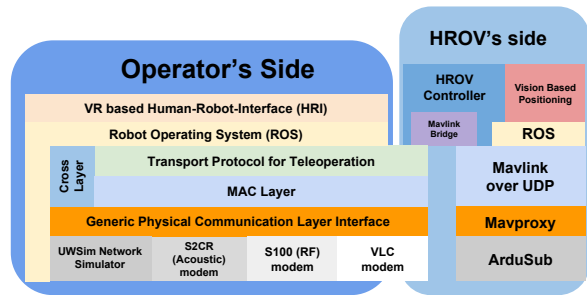 Operator's Side
VR based Human-Robot-Interface (HRI)
Robot Operating System (ROS)
Cross
Layer
Transport Protocol for Teleoperation
MAC Layer
Generic Physical Communication Layer Interface
UWSim Network
Simulator
S2CR
(Acoustic)
modem
S100 (RF)
modem
VLC
modem
HROV's side
HROV
Controller
Vision Based
Positioning
Mavlink
Bridge
ROS
Mavlink
over UDP
Mavproxy
ArduSub